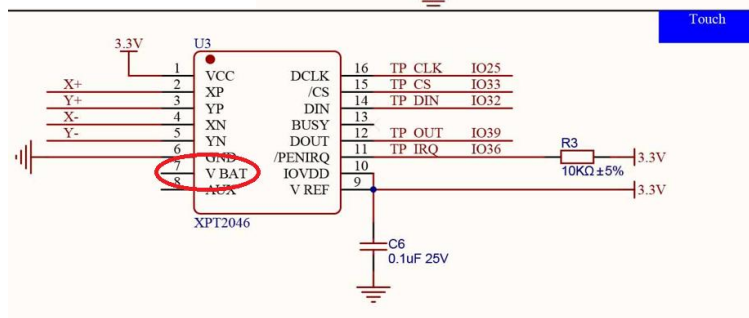 Touch
3.3V
U3
1 VCC DCLK 16 TP CLK IO25
X+ 2 XP /CS 15 TP CS IO33
Y+ 3 YP DIN 14 TP DIN IO32
X- 4 XN BUSY 13
Y- 5 YN DOUT 12 TP OUT IO39
6 GND /PENIRQ 11 TP IRQ IO36 R3 3.3V
10KΩ±5%
7 V BAT IOVDD 10
8 AUX V REF 9 3.3V
XPT2046
C6
0.1uF 25V